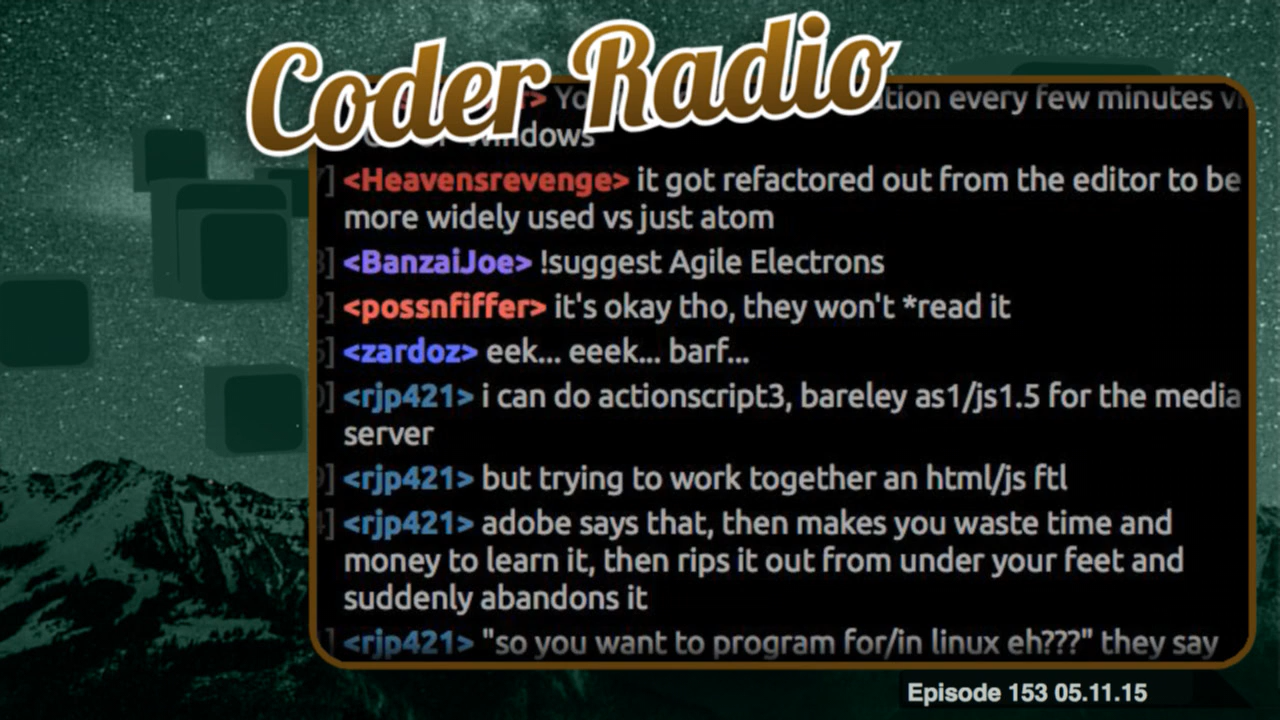 Coder Radio
ation every few minutes
<Heavensrevenge> it got refactored out from the editor to be
more widely used vs just atom
<BanzaiJoe> !suggest Agile Electrons
<possnfiffer> it's okay tho, they won't *read it
<zardoz> eek... eeek... barf...
<rjp421> i can do actionscript3, bareley as1/js1.5 for the media
server
<rjp421> but trying to work together an html/js ftl
<rjp421> adobe says that, then makes you waste time and
money to learn it, then rips it out from under your feet and
suddenly abandons it
<rjp421> "so you want to program for/in linux eh???" they say
Episode 153 05.11.15